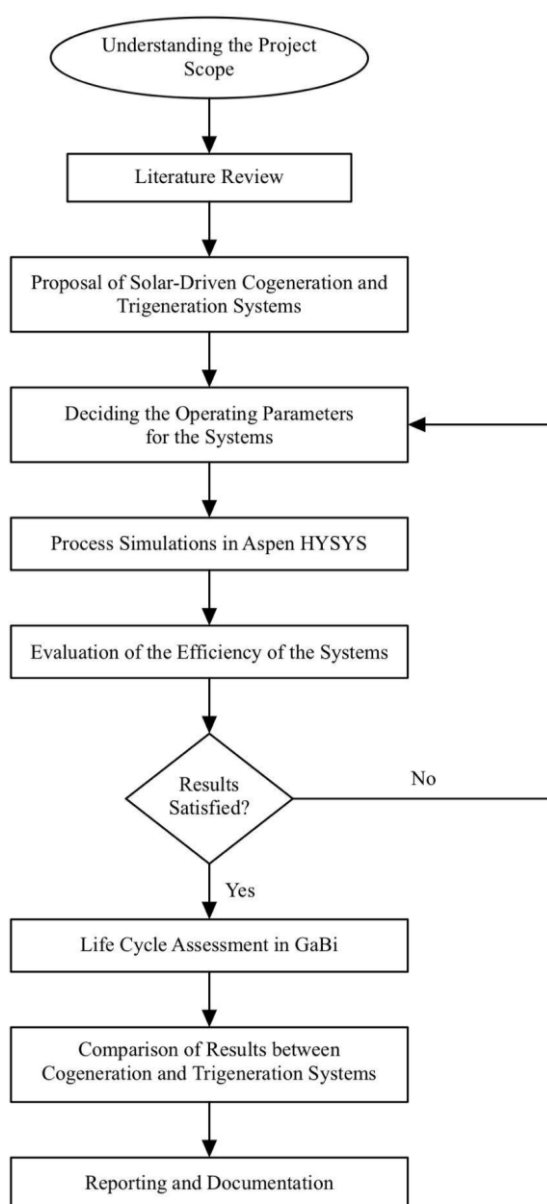 Understanding the Project
Scope
Literature Review
Proposal of Solar-Driven Cogeneration and
Trigeneration Systems
Deciding the Operating Parameters
for the Systems
Process Simulations in Aspen HYSYS
Evaluation of the Efficiency of the Systems
Results
Satisfied?
No
Yes
Life Cycle Assessment in GaBi
Comparison of Results between
Cogeneration and Trigeneration Systems
Reporting and Documentation